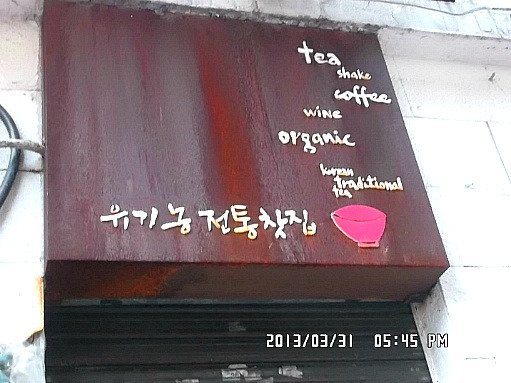 tea
shake
coffee
wine
organic
korean
traditional
tea
유기농 전통찻집
2013/03/31 05:45 PM